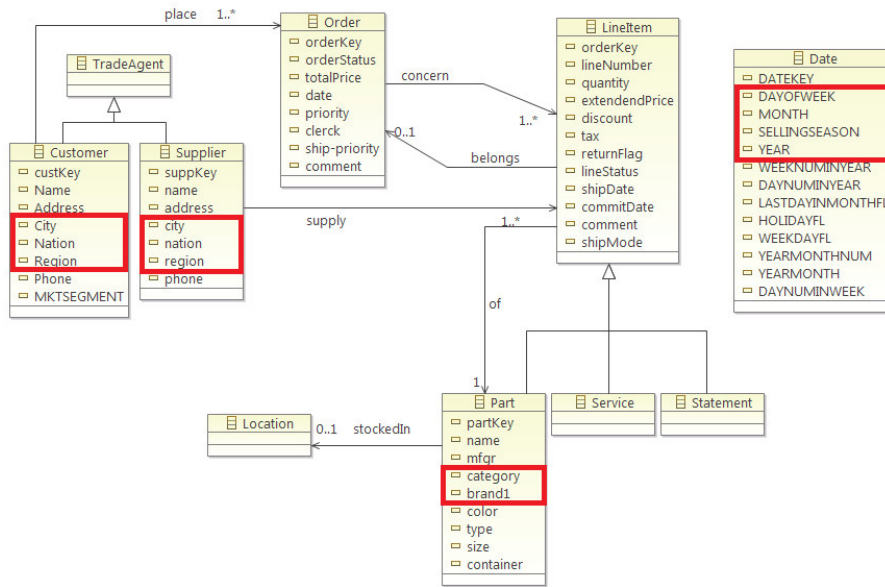 place 1..*
Order
orderKey
orderStatus
totalPrice
date
priority
clerck
ship-priority
comment
LineItem
orderKey
lineNumber
quantity
extendendPrice
discount
tax
returnFlag
lineStatus
shipDate
commitDate
comment
shipMode
Date
DATEKEY
DAYOFWEEK
MONTH
SELLINGSEASON
YEAR
WEEKNUMINYEAR
DAYNUMINYEAR
LASTDAYINMONTHFL
HOLIDAYFL
WEEKDAYFL
YEARMONTHNUM
YEARMONTH
DAYNUMINWEEK
TradeAgent
concern
1..*
0..1
belongs
Customer
custKey
Name
Address
City
Nation
Region
Phone
MKTSEGMENT
Supplier
suppKey
name
address
city
nation
region
phone
supply
1..*
of
1
Part
partKey
name
mfgr
category
brand1
color
type
size
container
Service
Statement
Location
0..1 stockedIn